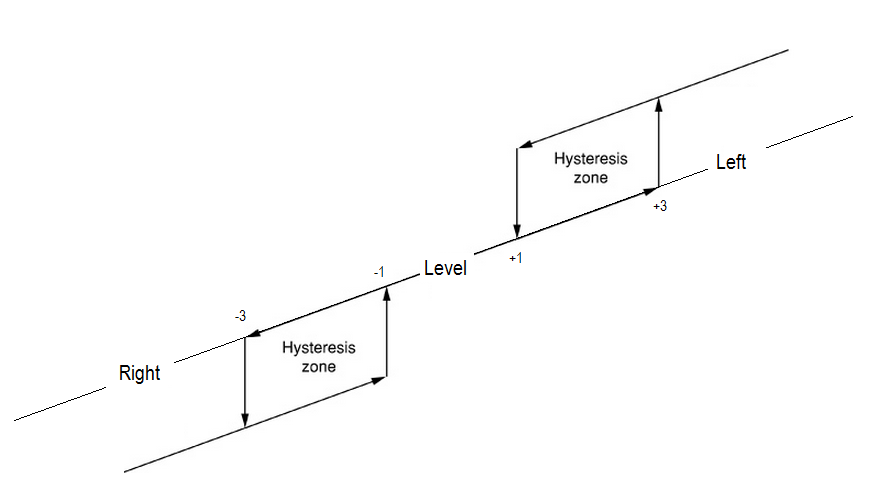 Hysteresis
zone
Left
+3
+1
Level
-1
-3
Hysteresis
zone
Right